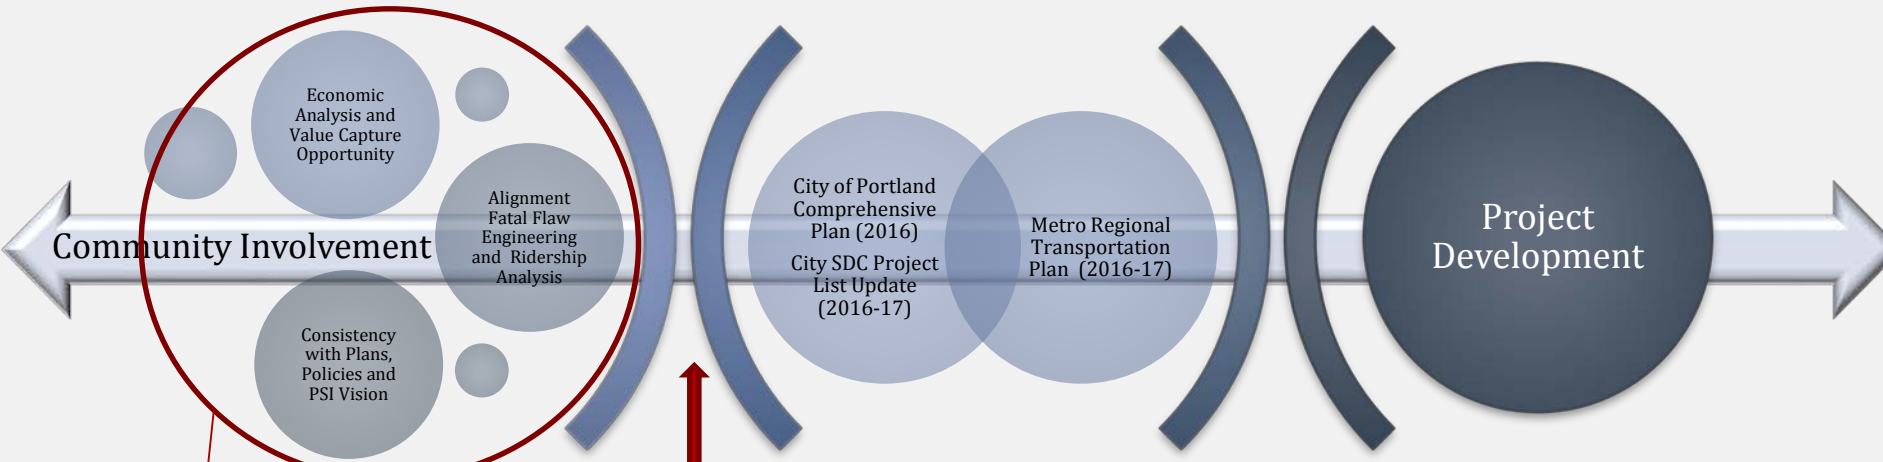 Economic
Analysis and
Value Capture
Opportunity
Community Involvement
Alignment
Fatal Flaw
Engineering
and Ridership
Analysis
Consistency
with Plans,
Policies and
PSI Vision
City of Portland
Comprehensive
Plan (2016)
City SDC Project
List Update
(2016-17)
Metro Regional
Transportation
Plan (2016-17)
Project
Development